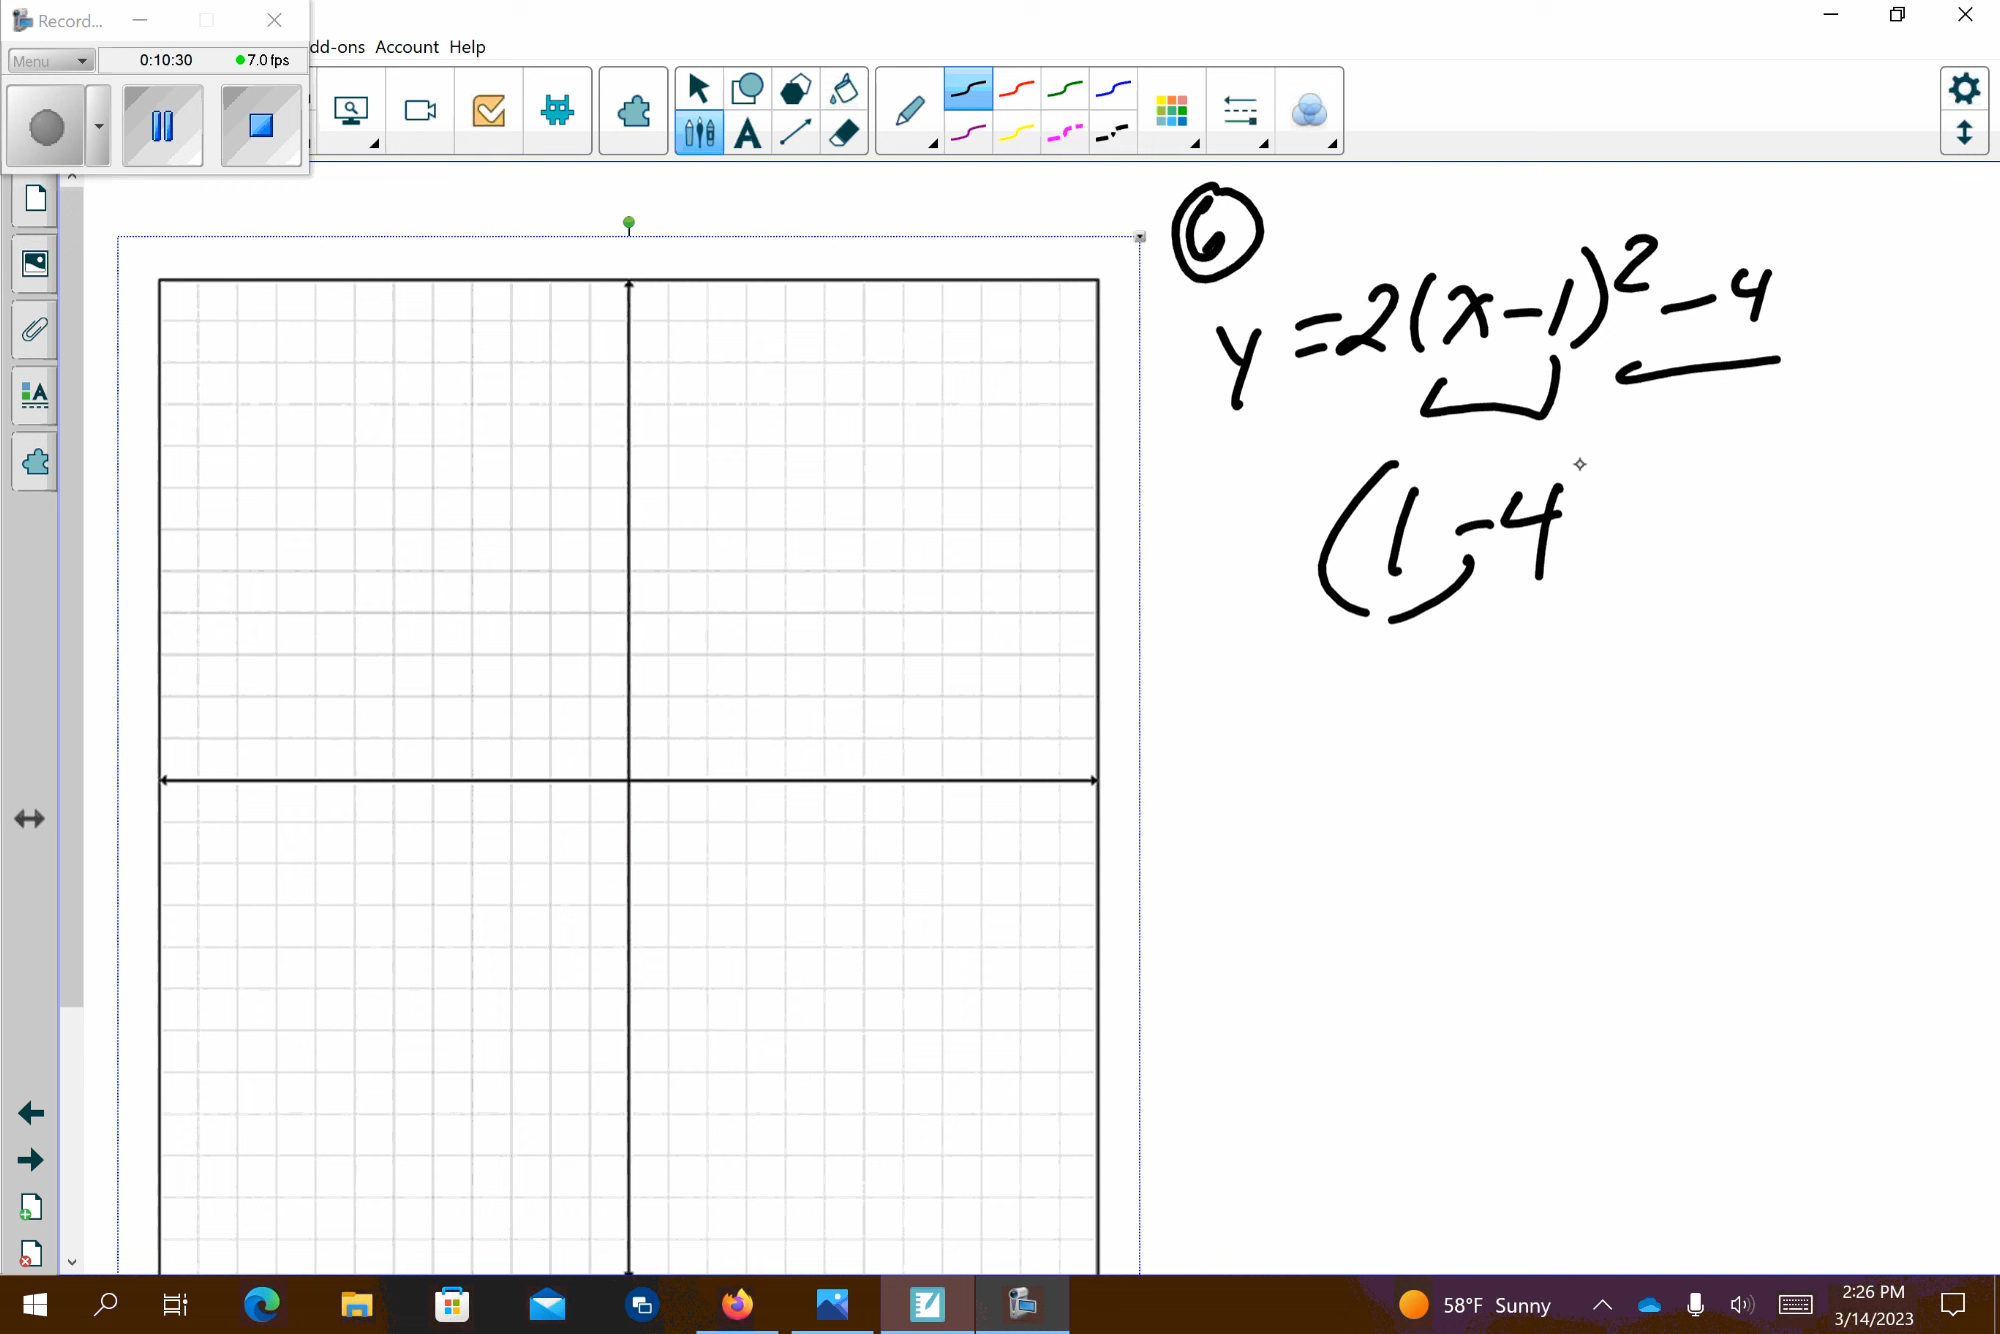 Record...
Menu 0:10:30 7.0 fps
dd-ons Account Help
6
y = 2(x-1)² - 4
(1, -4
58°F Sunny
2:26 PM
3/14/2023